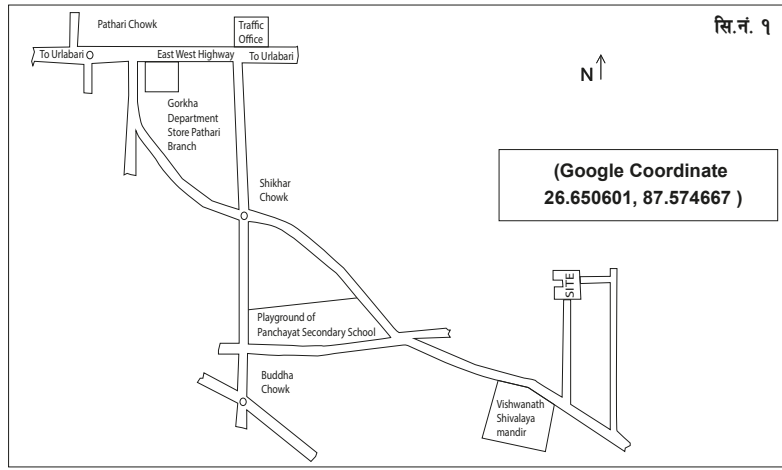 Pathari Chowk
Traffic
Office
सि.नं. १
To Urlabari
East West Highway
To Urlabari
N
Gorkha
Department
Store Pathari
Branch
(Google Coordinate
26.650601, 87.574667 )
Shikhar
Chowk
SITE
Playground of
Panchayat Secondary School
Buddha
Chowk
Vishwanath
Shivalaya
mandir